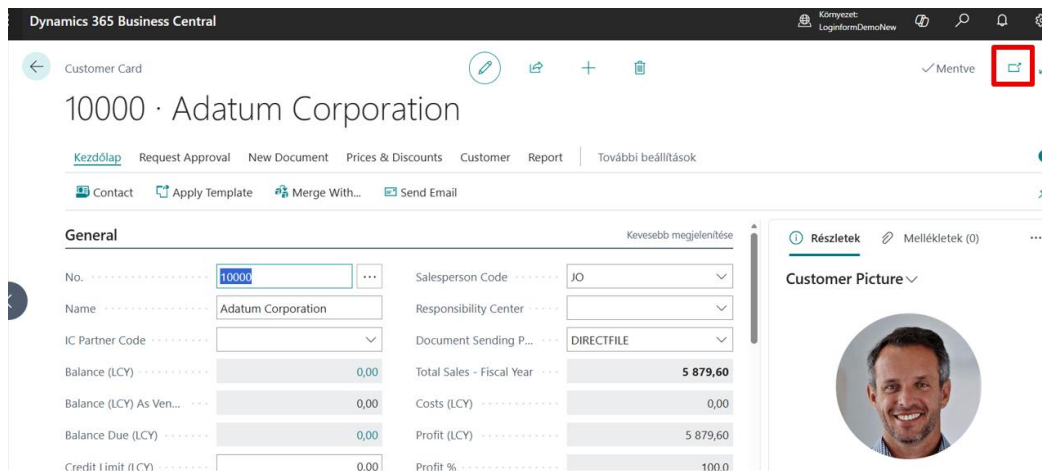 Dynamics 365 Business Central
Környezet:
LoginformDemoNew
Customer Card
Mentve
10000 · Adatum Corporation
Kezdőlap Request Approval New Document Prices & Discounts Customer Report További beállítások
Contact Apply Template Merge With... Send Email
General Kevesebb megjelenítése
Részletek Mellékletek (0)
Customer Picture
No. 10000 Salesperson Code JO
Name Adatum Corporation Responsibility Center
IC Partner Code Document Sending P... DIRECTFILE
Balance (LCY) 0,00 Total Sales - Fiscal Year 5 879,60
Balance (LCY) As Ven... 0,00 Costs (LCY) 0,00
Balance Due (LCY) 0,00 Profit (LCY) 5 879,60
Credit Limit (LCY) 0,00 Profit % 100,0